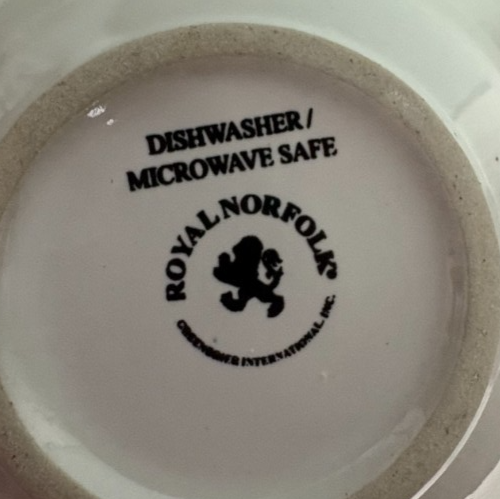 DISHWASHER/
MICROWAVE SAFE
ROYAL NORFOLK®
GREENBRIER INTERNATIONAL, INC.